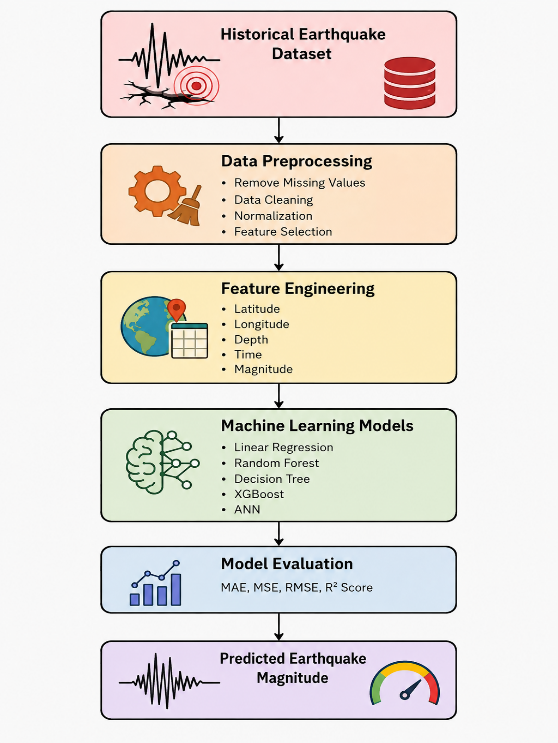 Historical Earthquake
Dataset
Data Preprocessing
• Remove Missing Values
• Data Cleaning
• Normalization
• Feature Selection
Feature Engineering
• Latitude
• Longitude
• Depth
• Time
• Magnitude
Machine Learning Models
• Linear Regression
• Random Forest
• Decision Tree
• XGBoost
• ANN
Model Evaluation
MAE, MSE, RMSE, R² Score
Predicted Earthquake
Magnitude